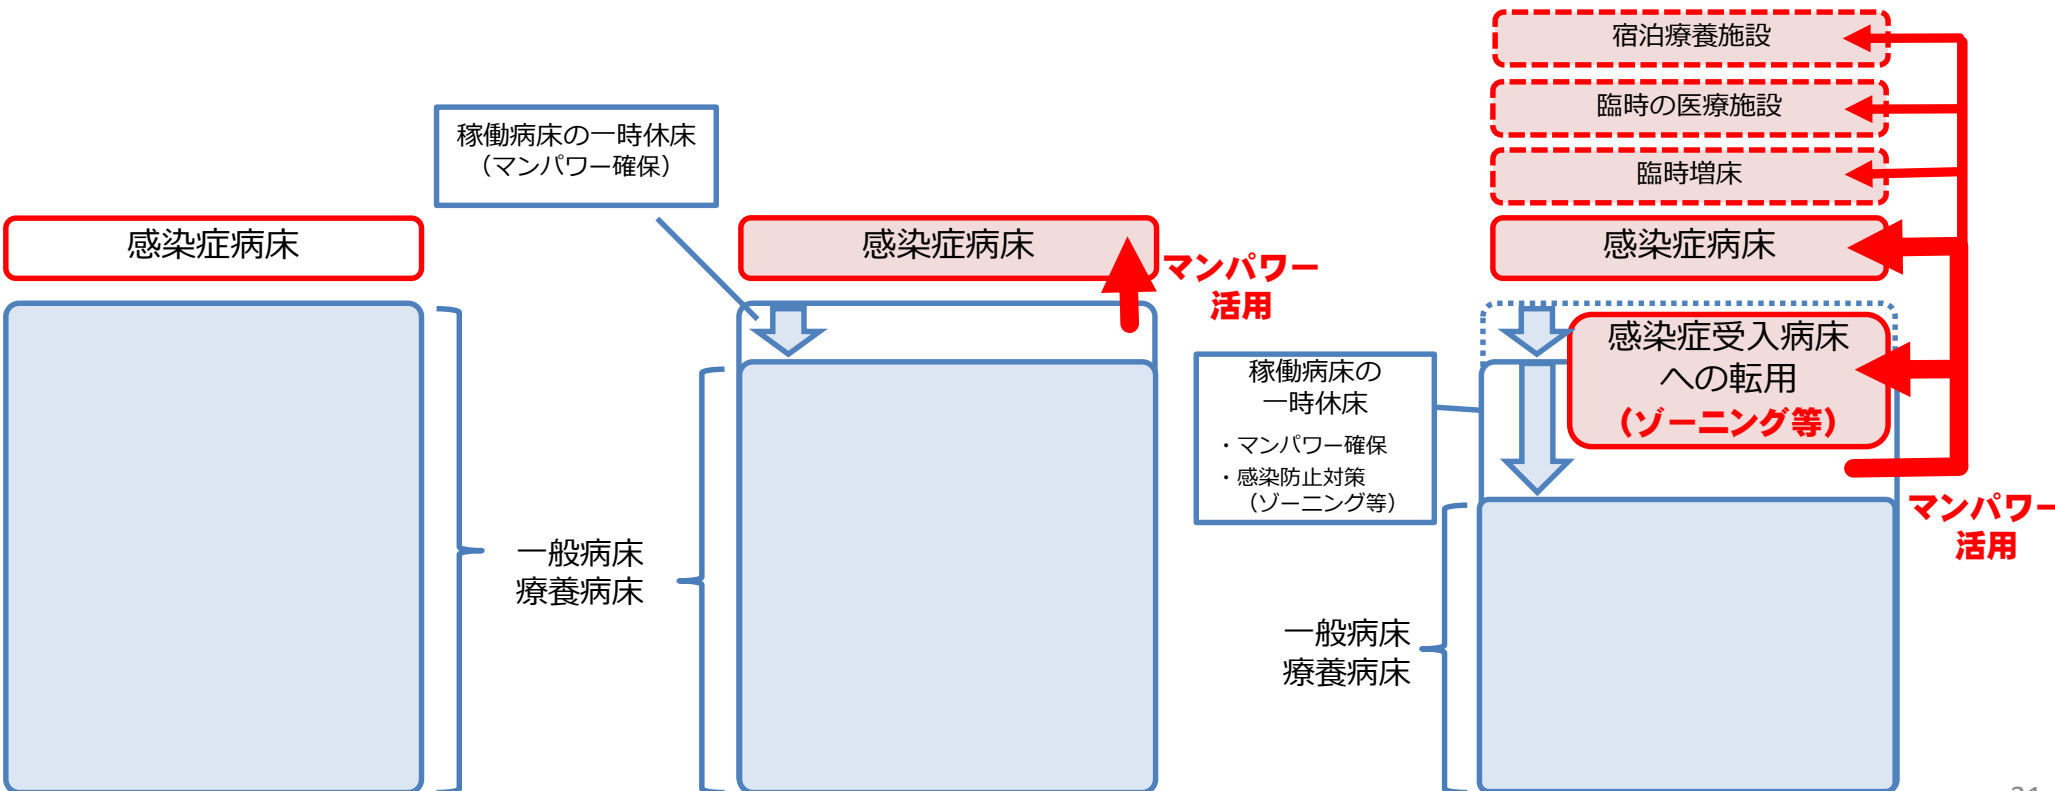 感染症病床
一般病床
療養病床
稼働病床の一時休床
（マンパワー確保）
感染症病床
マンパワー
活用
宿泊療養施設
臨時の医療施設
臨時増床
感染症病床
感染症受入病床
への転用
（ゾーニング等）
稼働病床の
一時休床
・マンパワー確保
・感染防止対策
（ゾーニング等）
マンパワー
活用
一般病床
療養病床